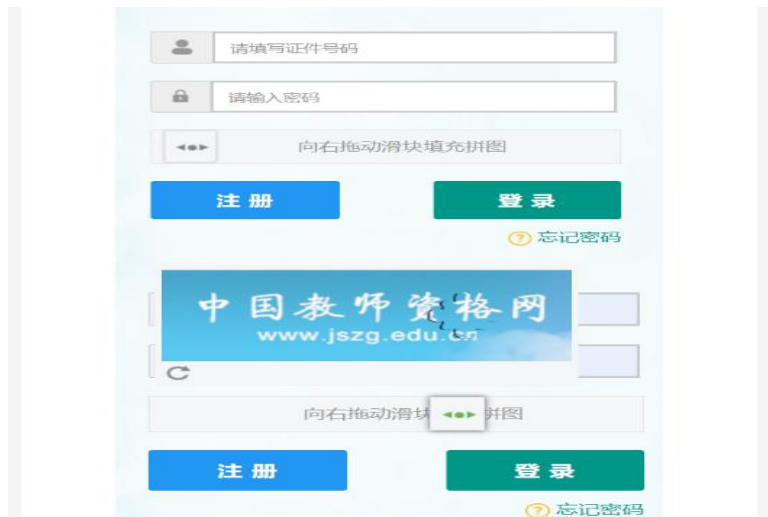 请填写证件号码
请输入密码
向右拖动滑块填充拼图
注册
登录
忘记密码
中国教师资格网
www.jszg.edu.cn
向右拖动滑块 拼图
注册
登录
忘记密码